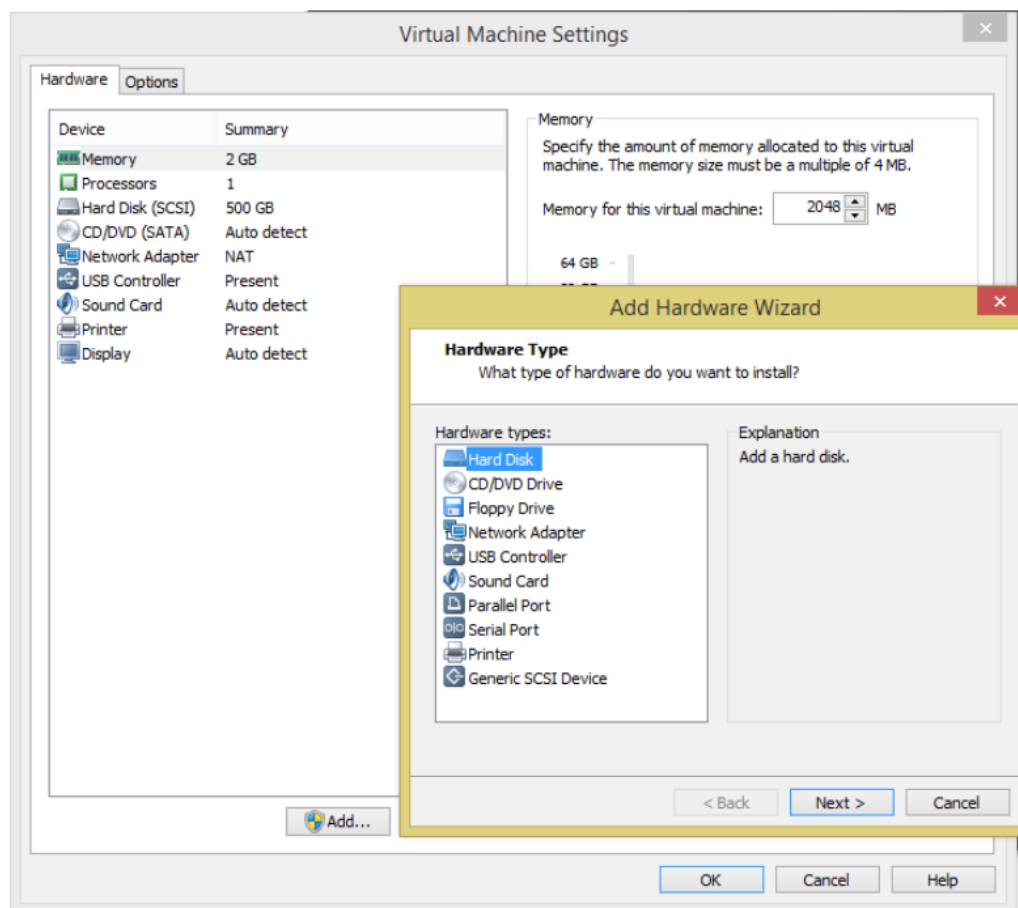 Virtual Machine Settings
Hardware
Options
Device Summary
Memory 2 GB
Processors 1
Hard Disk (SCSI) 500 GB
CD/DVD (SATA) Auto detect
Network Adapter NAT
USB Controller Present
Sound Card Auto detect
Printer Present
Display Auto detect
Memory
Specify the amount of memory allocated to this virtual
machine. The memory size must be a multiple of 4 MB.
Memory for this virtual machine: 2048 MB
64 GB
Add Hardware Wizard
Hardware Type
What type of hardware do you want to install?
Hardware types:
Hard Disk
CD/DVD Drive
Floppy Drive
Network Adapter
USB Controller
Sound Card
Parallel Port
Serial Port
Printer
Generic SCSI Device
Explanation
Add a hard disk.
< Back Next > Cancel
Add...
OK Cancel Help